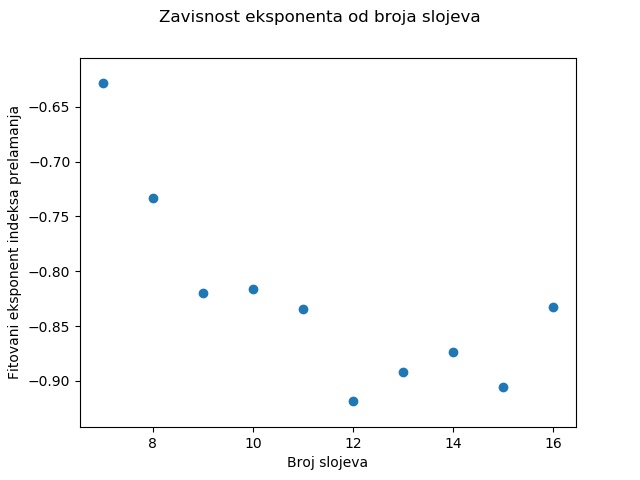 Zavisnost eksponenta od broja slojeva
Fitovani eksponent indeksa prelamanja
−0.65
−0.70
−0.75
−0.80
−0.85
−0.90
8 10 12 14 16
Broj slojeva